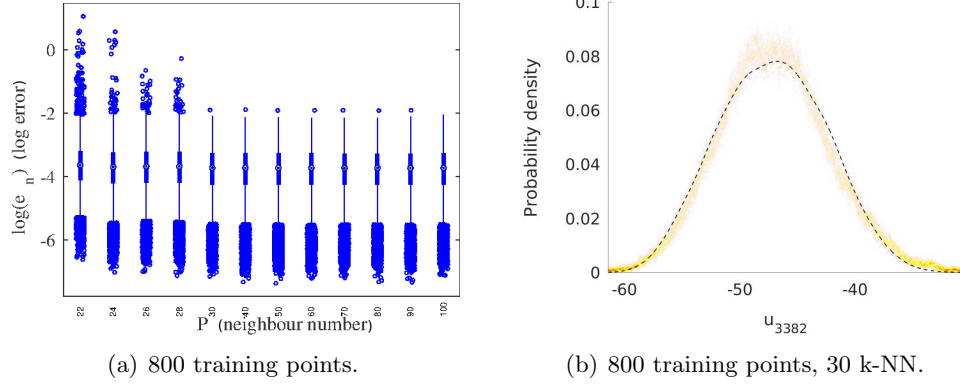 0
-2
-4
-6
log(e_n) (log error)
22 24 26 28 30 40 50 60 70 80 90 100
P (neighbour number)
(a) 800 training points.
0.1
0.08
0.06
0.04
0.02
0
Probability density
-60 -50 -40
u_3382
(b) 800 training points, 30 k-NN.